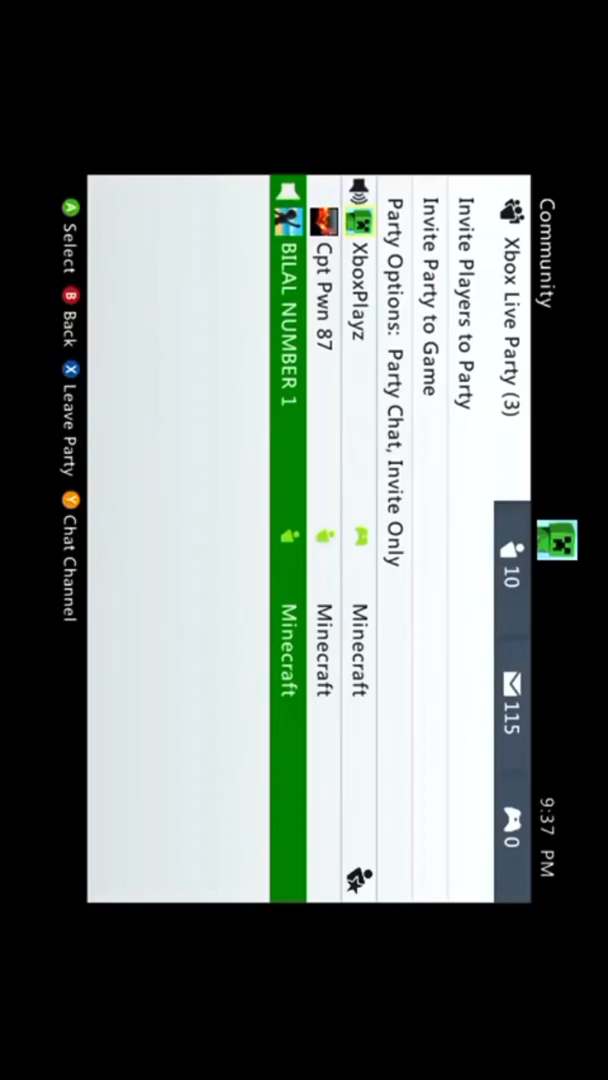 Community
9:37 PM
Xbox Live Party (3)
10
115
0
Invite Players to Party
Invite Party to Game
Party Options: Party Chat, Invite Only
XboxPlayz Minecraft
Cpt Pwn 87 Minecraft
BILAL NUMBER 1 Minecraft
A Select B Back X Leave Party Y Chat Channel